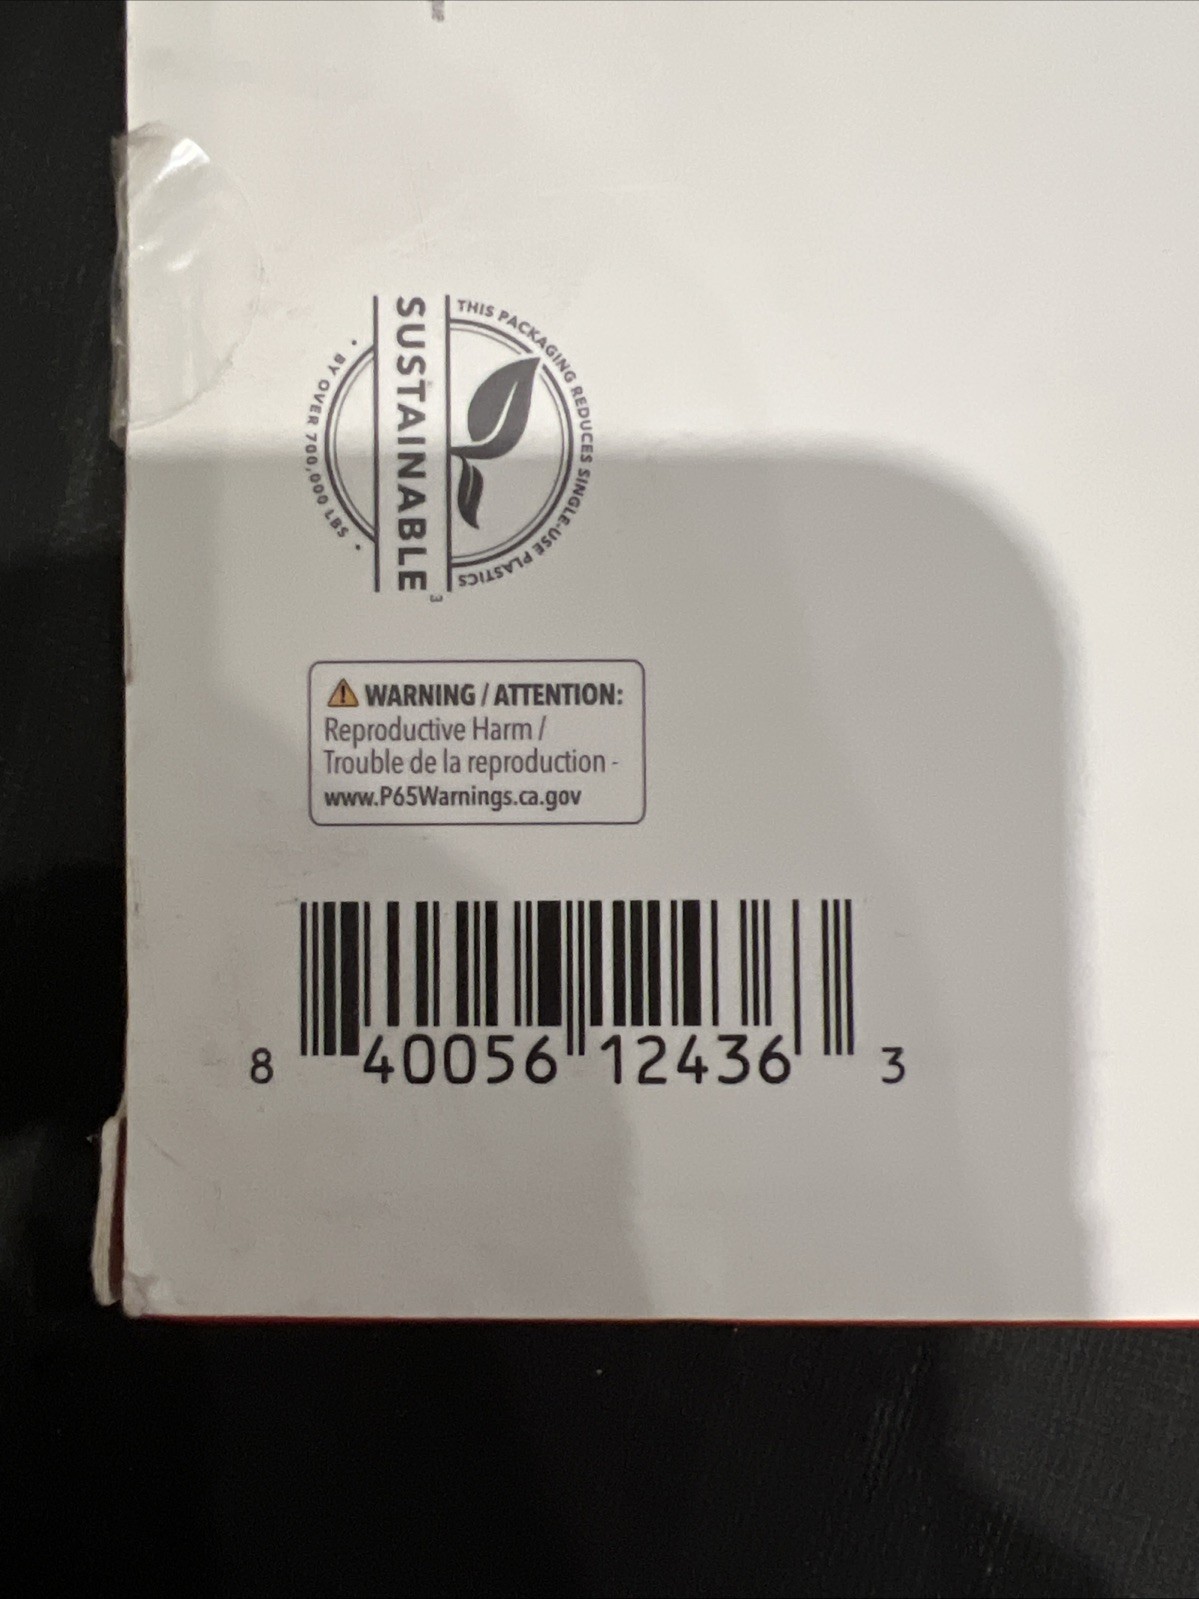 THIS PACKAGING REDUCES SINGLE-USE PLASTICS
SUSTAINABLE³
• BY OVER 700,000 LBS •
WARNING / ATTENTION:
Reproductive Harm /
Trouble de la reproduction -
www.P65Warnings.ca.gov
8 40056 12436 3